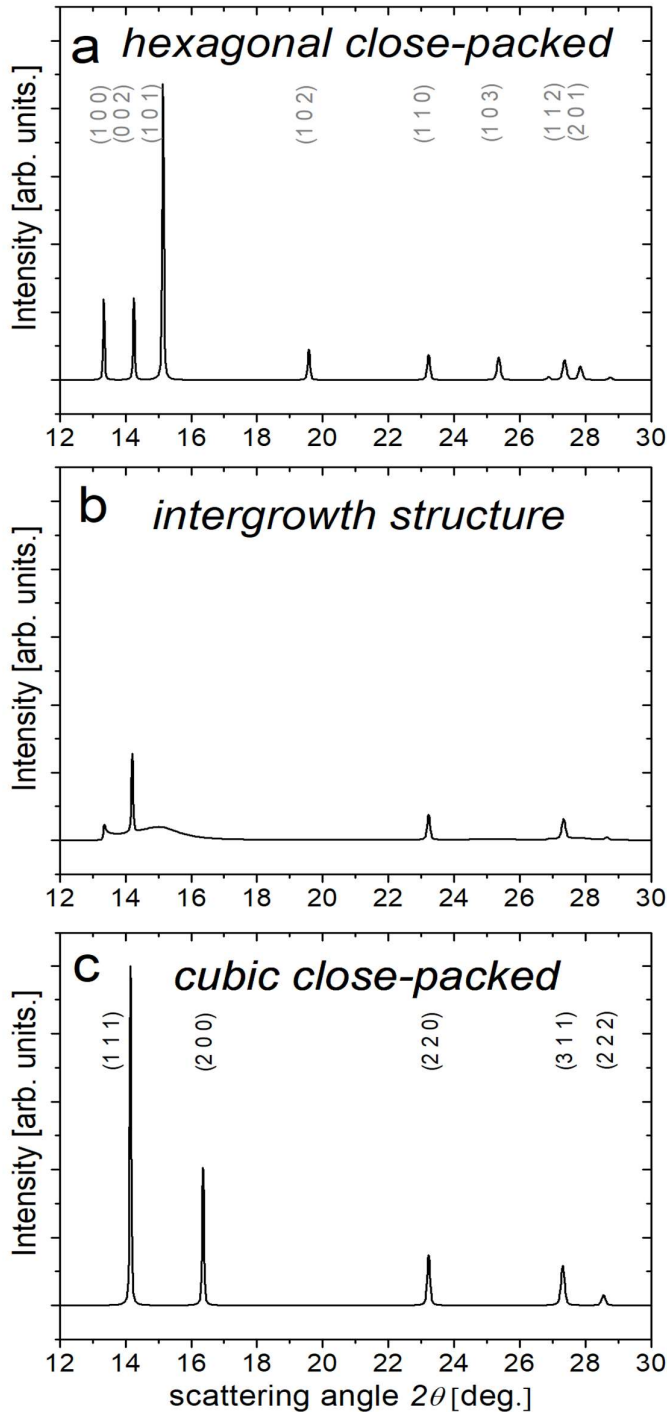 a hexagonal close-packed
(1 0 0)
(0 0 2)
(1 0 1)
(1 0 2)
(1 1 0)
(1 0 3)
(1 1 2)
(2 0 1)
Intensity [arb. units.]
12 14 16 18 20 22 24 26 28 30
b intergrowth structure
Intensity [arb. units.]
12 14 16 18 20 22 24 26 28 30
c cubic close-packed
(1 1 1)
(2 0 0)
(2 2 0)
(3 1 1)
(2 2 2)
Intensity [arb. units.]
12 14 16 18 20 22 24 26 28 30
scattering angle 2θ [deg.]